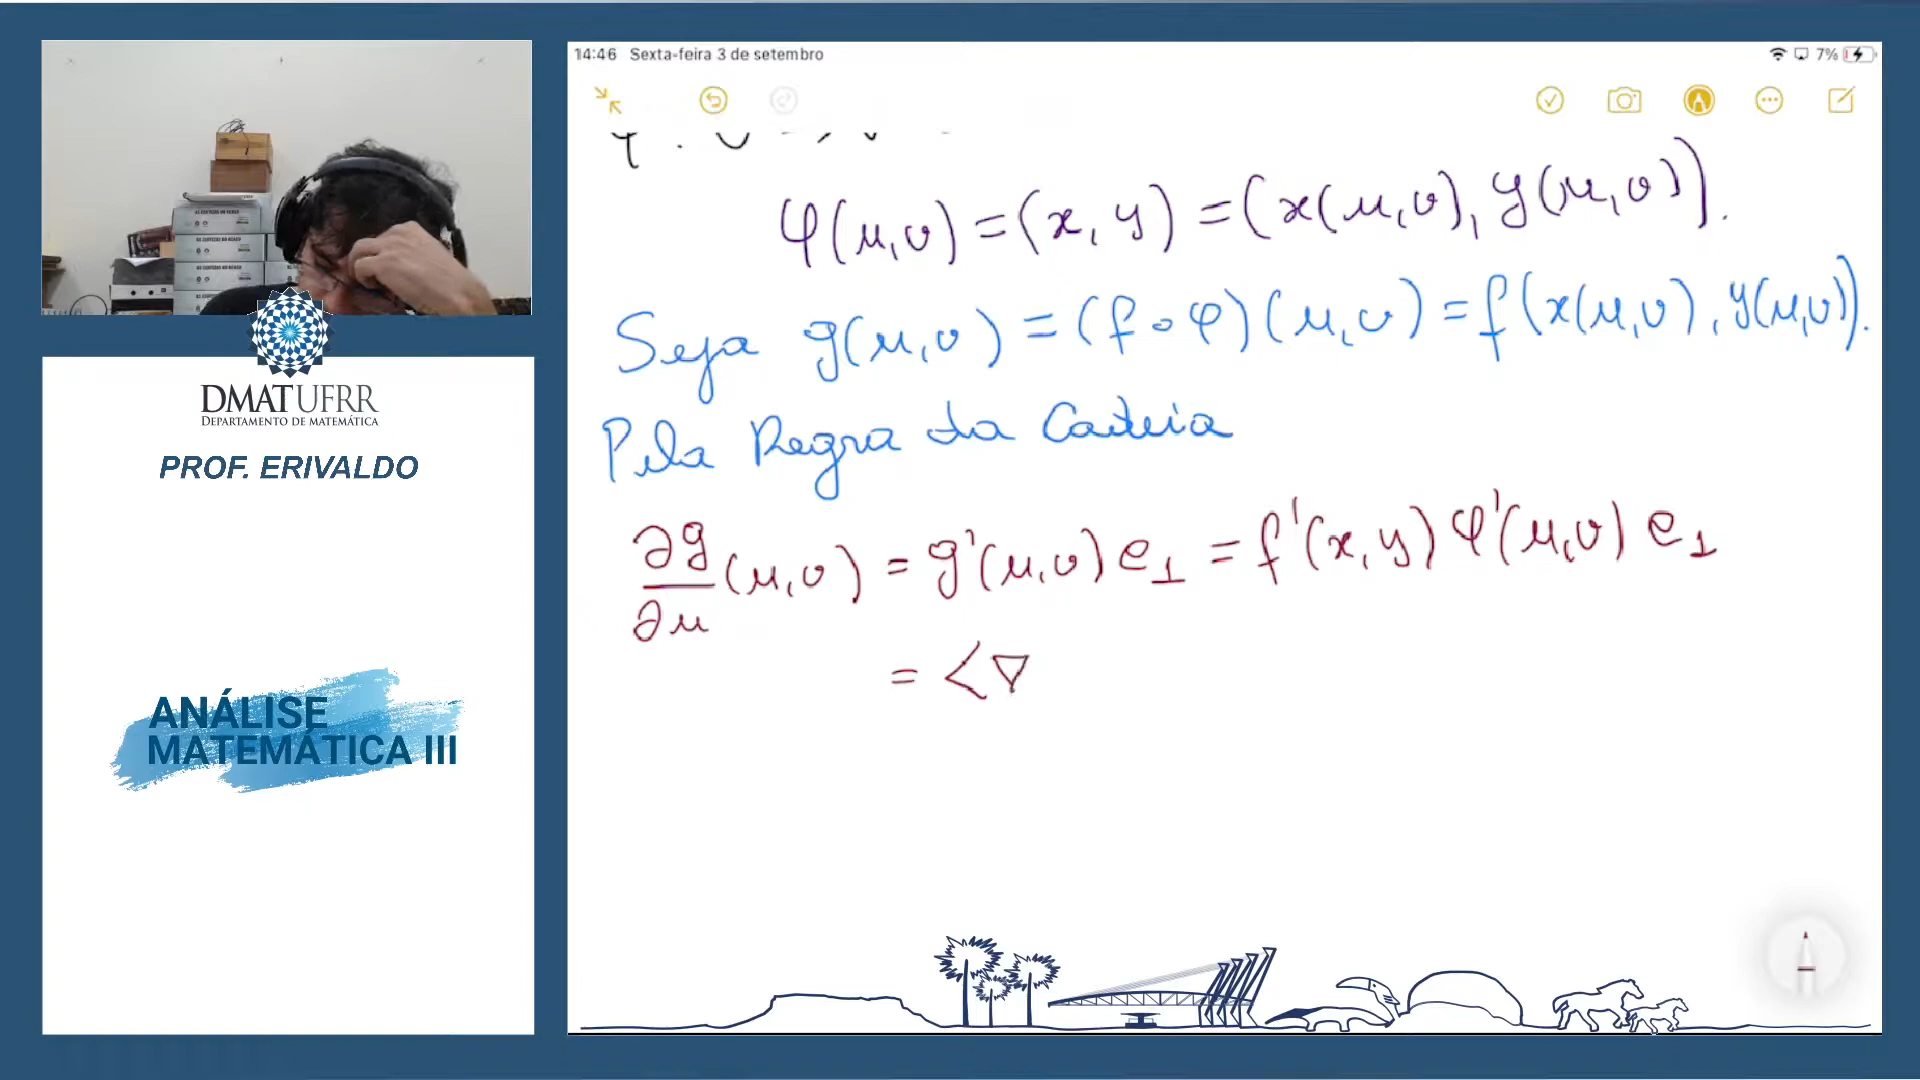 14:46 Sexta-feira 3 de setembro
7%
φ(u,v) = (x, y) = (x(u,v), y(u,v)).
Seja g(u,v) = (f∘φ)(u,v) = f(x(u,v), y(u,v)).
Pela Regra da Cadeia
∂g/∂u (u,v) = g'(u,v) e₁ = f'(x,y) φ'(u,v) e₁
= <∇
DMATUFRR
DEPARTAMENTO DE MATEMÁTICA
PROF. ERIVALDO
ANÁLISE
MATEMÁTICA III